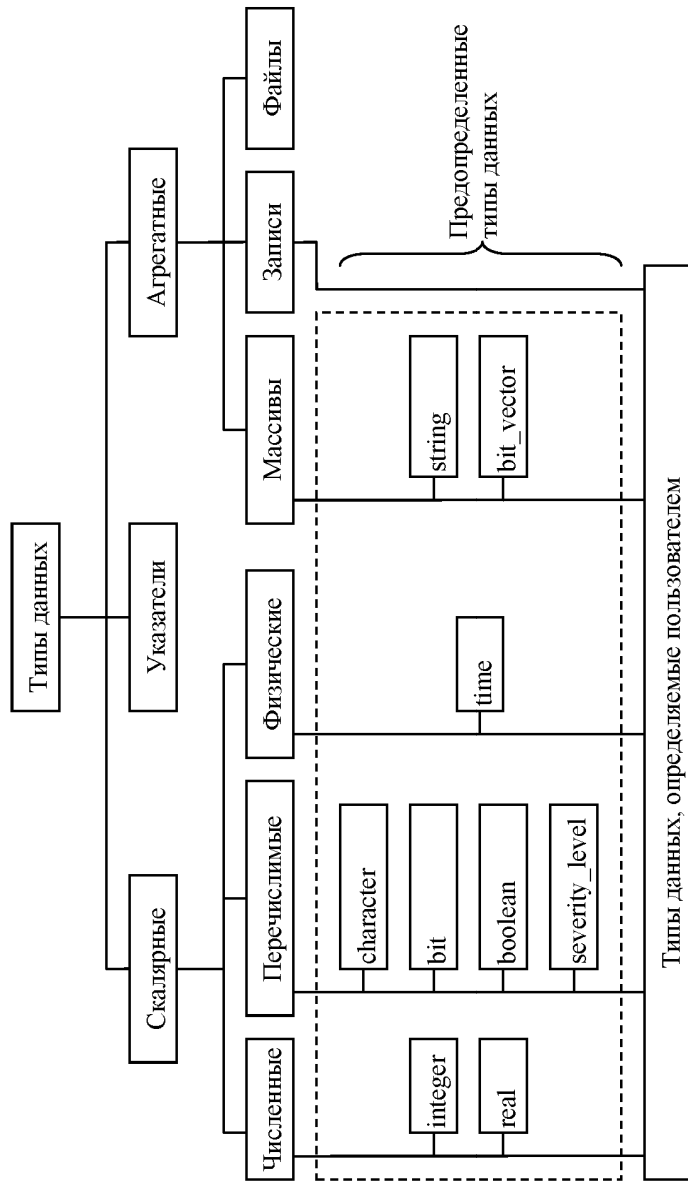 Типы данных
Скалярные
Указатели
Агрегатные
Численные
Перечислимые
Физические
Массивы
Записи
Файлы
integer
real
character
bit
boolean
severity_level
time
string
bit_vector
Предопределенные
типы данных
Типы данных, определяемые пользователем